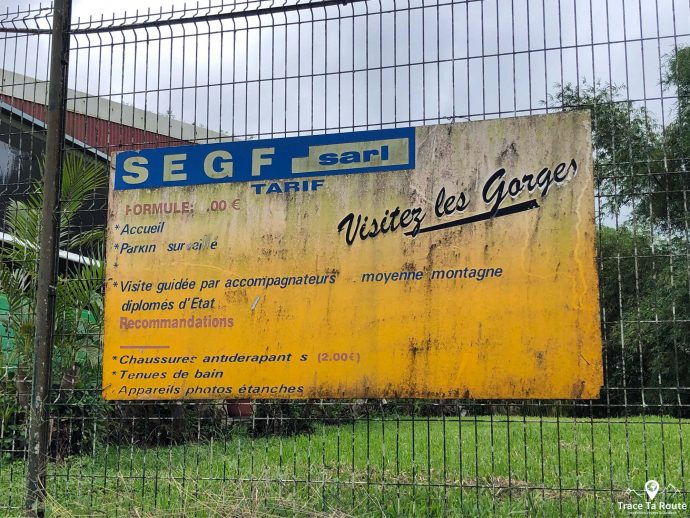 SEGF sarl
TARIF
Visitez les Gorges
FORMULE: .00 €
* Accueil
* Parkin surveillé
* Visite guidée par accompagnateurs moyenne montagne
diplomés d'Etat
Recommandations
* Chaussures antiderapant s (2.00€)
* Tenues de bain
* Appareils photos étanches
Trace Ta Route